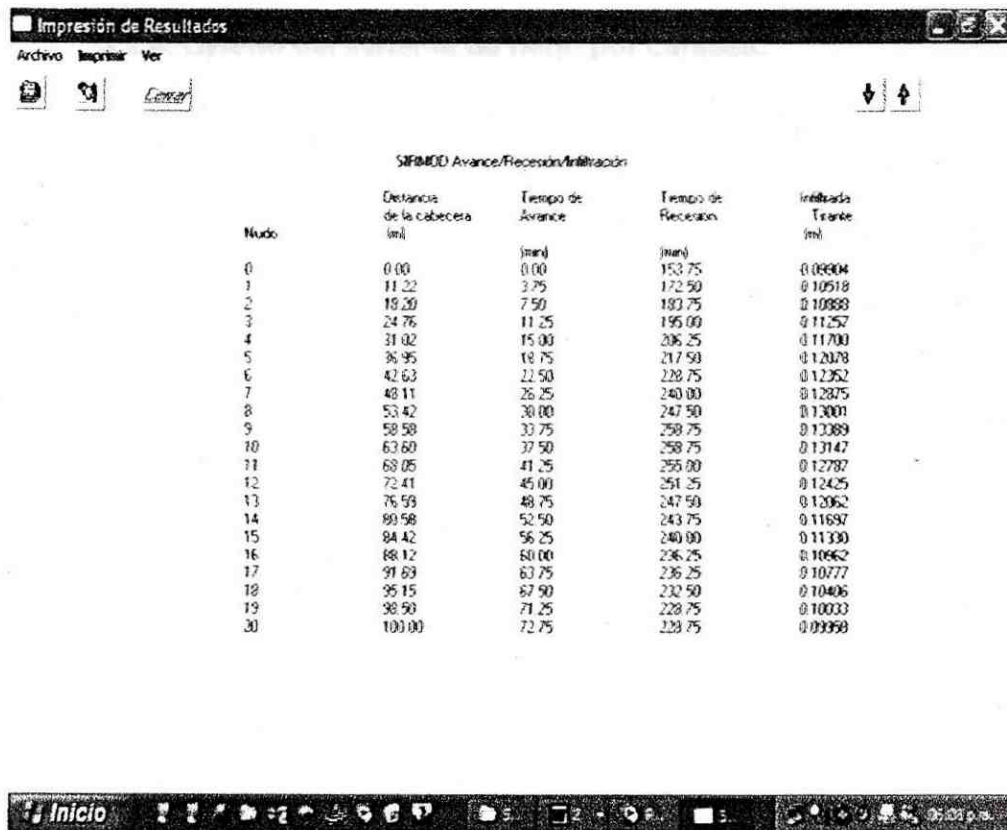 Impresión de Resultados
Archivo Imprimir Ver
Cerrar
SIRMOD Avance/Recesión/Infiltración
Distancia Tiempo de Tiempo de Infiltrada
de la cabecera Avance Recesión Tirante
Nudo (m) (m)
(min) (min)
0 0.00 0.00 153.75 0.09904
1 11.22 3.75 172.50 0.10518
2 18.20 7.50 183.75 0.10888
3 24.76 11.25 195.00 0.11257
4 31.02 15.00 206.25 0.11700
5 36.95 18.75 217.50 0.12078
6 42.63 22.50 228.75 0.12352
7 48.11 26.25 240.00 0.12875
8 53.42 30.00 247.50 0.13001
9 58.58 33.75 258.75 0.13389
10 63.60 37.50 258.75 0.13147
11 68.05 41.25 255.00 0.12787
12 72.41 45.00 251.25 0.12425
13 76.59 48.75 247.50 0.12062
14 80.58 52.50 243.75 0.11697
15 84.42 56.25 240.00 0.11330
16 88.12 60.00 236.25 0.10962
17 91.69 63.75 236.25 0.10777
18 95.15 67.50 232.50 0.10406
19 98.50 71.25 228.75 0.10033
20 100.00 72.75 228.75
Inicio